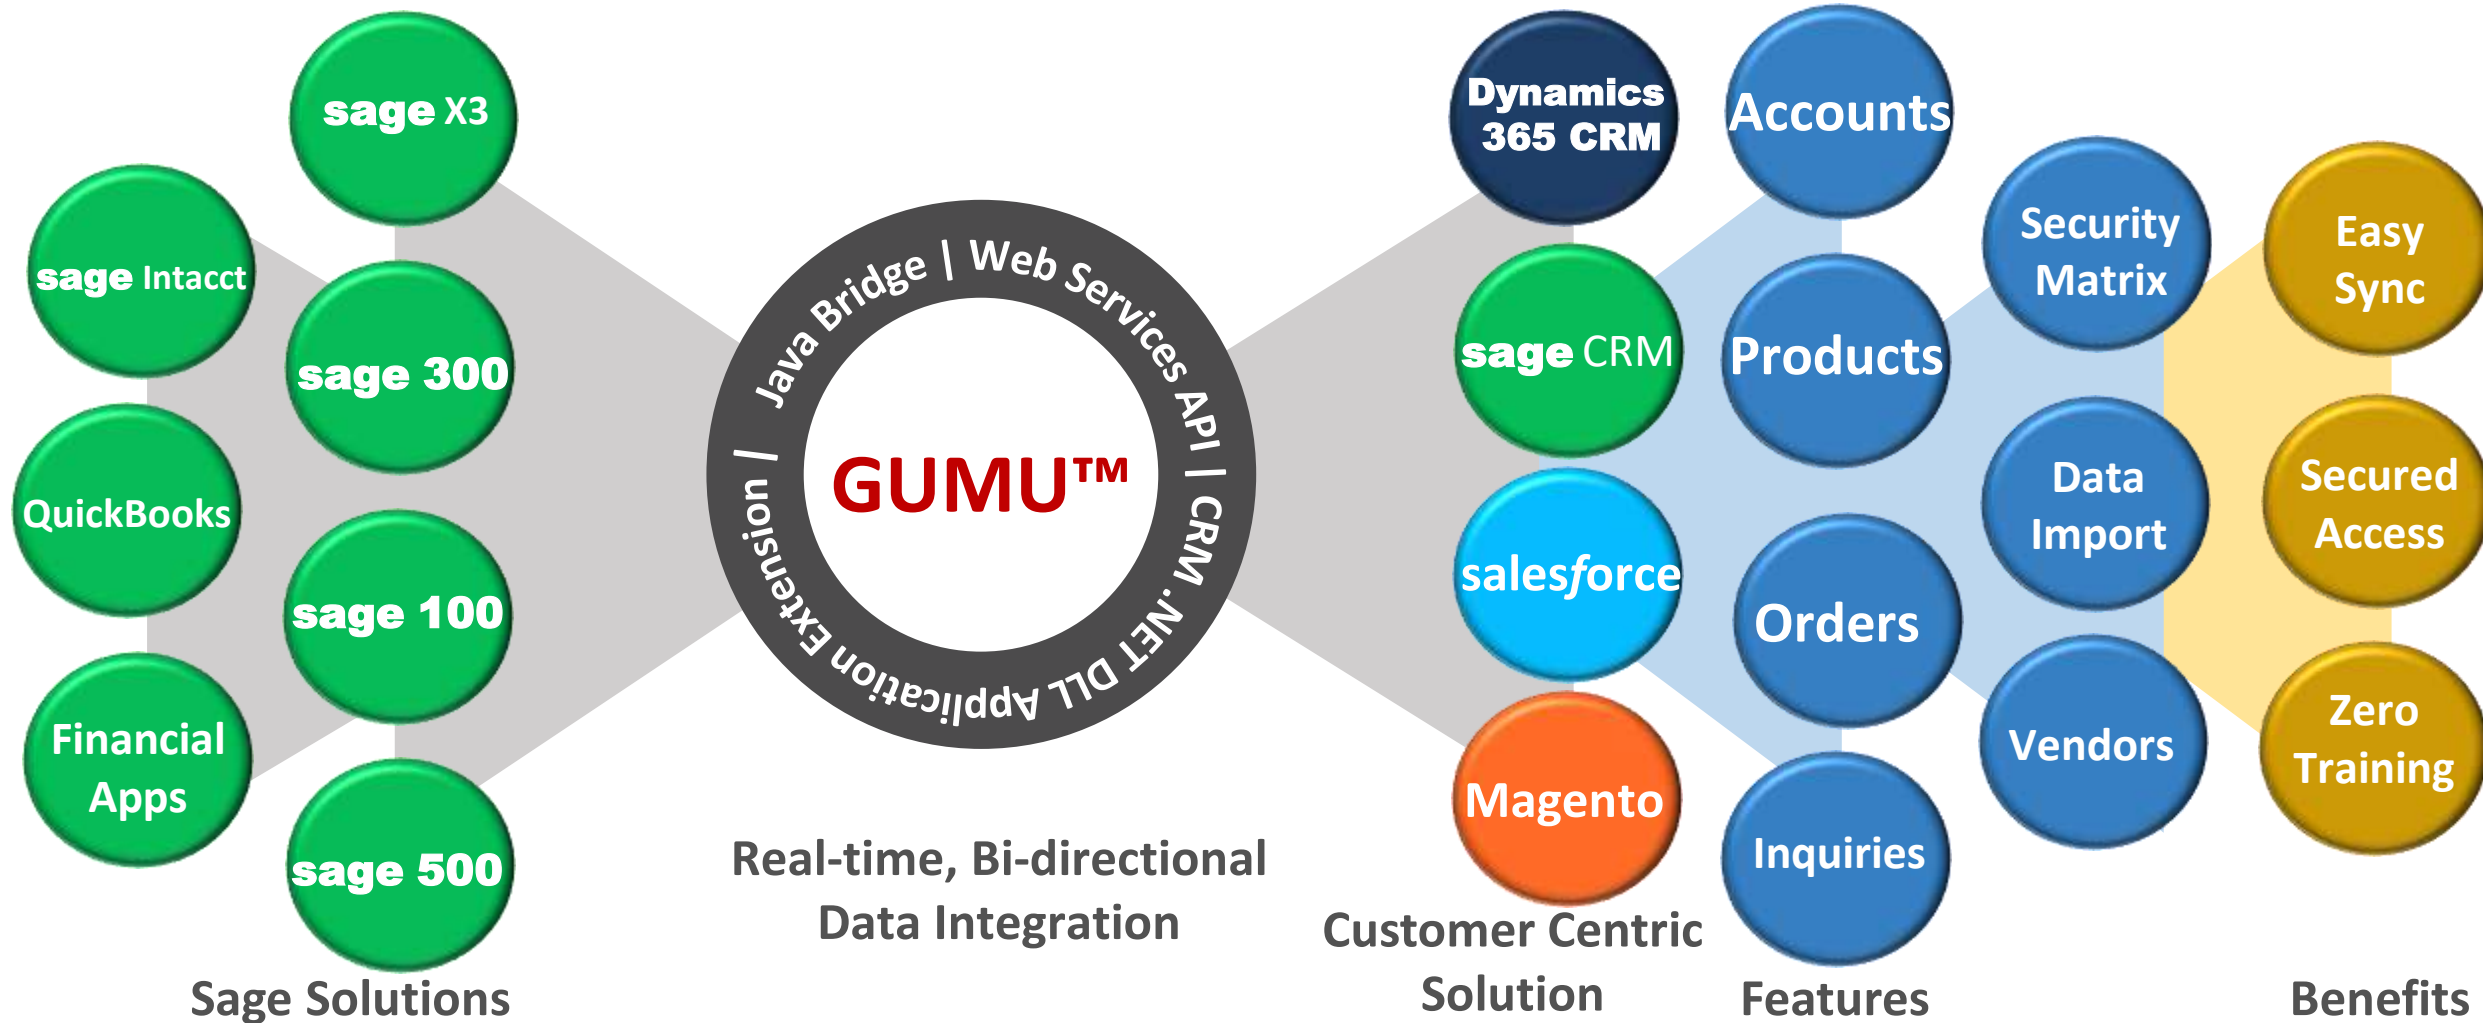 sage X3
sage Intacct
sage 300
QuickBooks
sage 100
Financial
Apps
sage 500
Sage Solutions
Java Bridge | Web Services API | CRM .NET DLL Application Extension |
GUMU™
Real-time, Bi-directional
Data Integration
Dynamics
365 CRM
sage CRM
salesforce
Magento
Customer Centric
Solution
Accounts
Products
Orders
Inquiries
Security
Matrix
Data
Import
Vendors
Features
Easy
Sync
Secured
Access
Zero
Training
Benefits